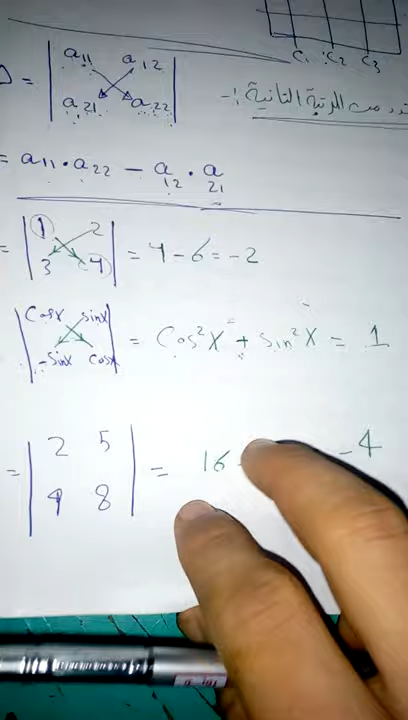 C₁ C₂ C₃
من الرتبة الثانية :-
= | a₁₁ a₁₂ |
| a₂₁ a₂₂ |
= a₁₁ . a₂₂ - a₁₂ . a₂₁
= | 1 2 | = 4 - 6 = -2
| 3 4 |
| cosx sinx | = Cos²X + Sin²X = 1
| -sinx cosx |
= | 2 5 | = 16 - 4
| 4 8 |